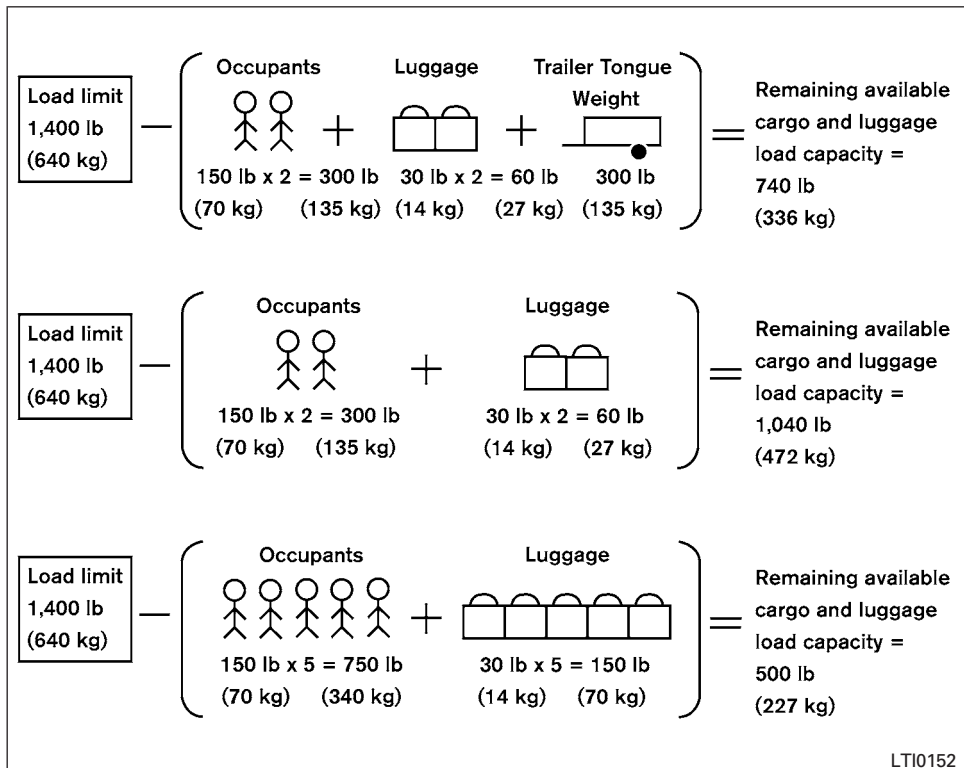 Load limit
1,400 lb
(640 kg)
Occupants
150 lb x 2 = 300 lb
(70 kg) (135 kg)
Luggage
30 lb x 2 = 60 lb
(14 kg) (27 kg)
Trailer Tongue
Weight
300 lb
(135 kg)
Remaining available
cargo and luggage
load capacity =
740 lb
(336 kg)
Load limit
1,400 lb
(640 kg)
Occupants
150 lb x 2 = 300 lb
(70 kg) (135 kg)
Luggage
30 lb x 2 = 60 lb
(14 kg) (27 kg)
Remaining available
cargo and luggage
load capacity =
1,040 lb
(472 kg)
Load limit
1,400 lb
(640 kg)
Occupants
150 lb x 5 = 750 lb
(70 kg) (340 kg)
Luggage
30 lb x 5 = 150 lb
(14 kg) (70 kg)
Remaining available
cargo and luggage
load capacity =
500 lb
(227 kg)
LTI0152